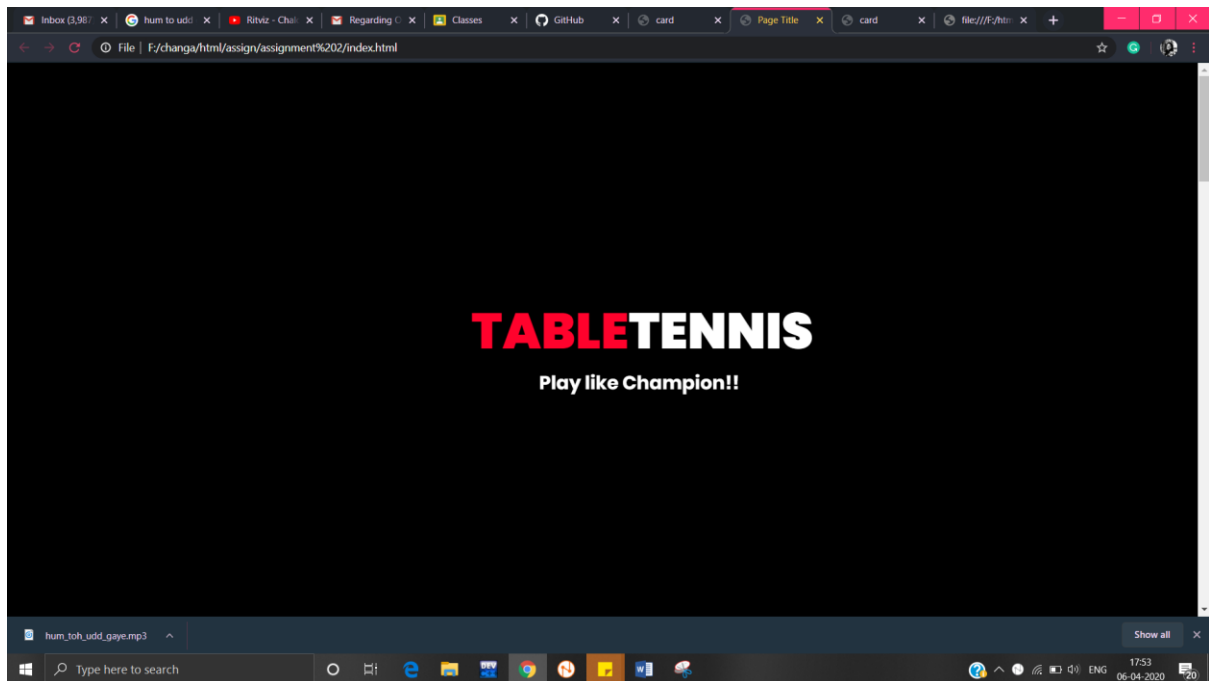 Inbox (3,987
hum to udd
Ritviz - Chal
Regarding
Classes
GitHub
card
Page Title
card
file:///F:/htm
File | F:/changa/html/assign/assignment%202/index.html
TABLETENNIS
Play like Champion!!
hum_toh_udd_gaye.mp3
Show all
Type here to search
DEV
ENG
17:53
06-04-2020
20